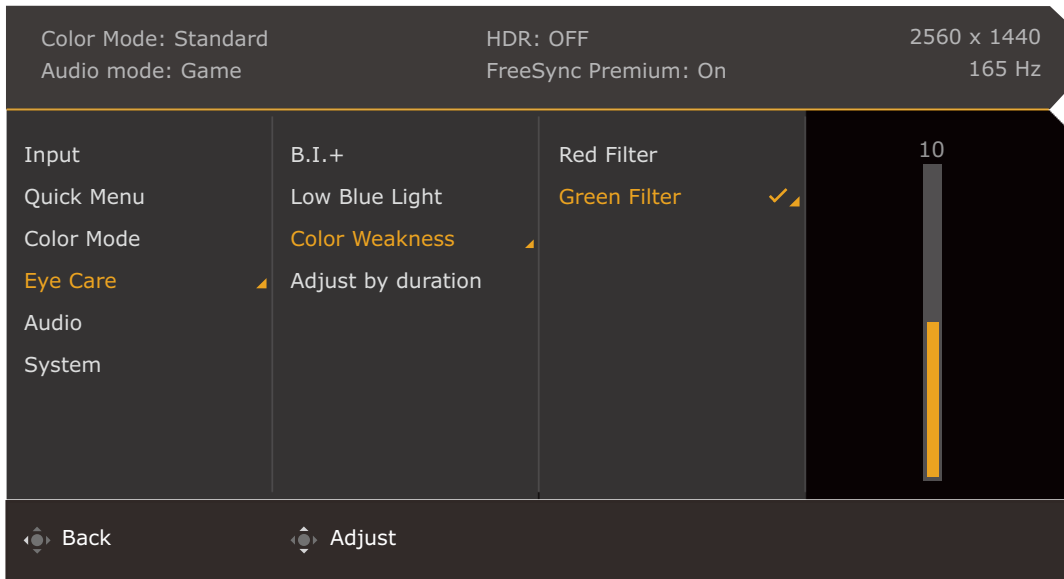 Color Mode: Standard
HDR: OFF
2560 x 1440
Audio mode: Game
FreeSync Premium: On
165 Hz
Input
Quick Menu
Color Mode
Eye Care
Audio
System
B.I.+
Low Blue Light
Color Weakness
Adjust by duration
Red Filter
Green Filter
10
Back
Adjust